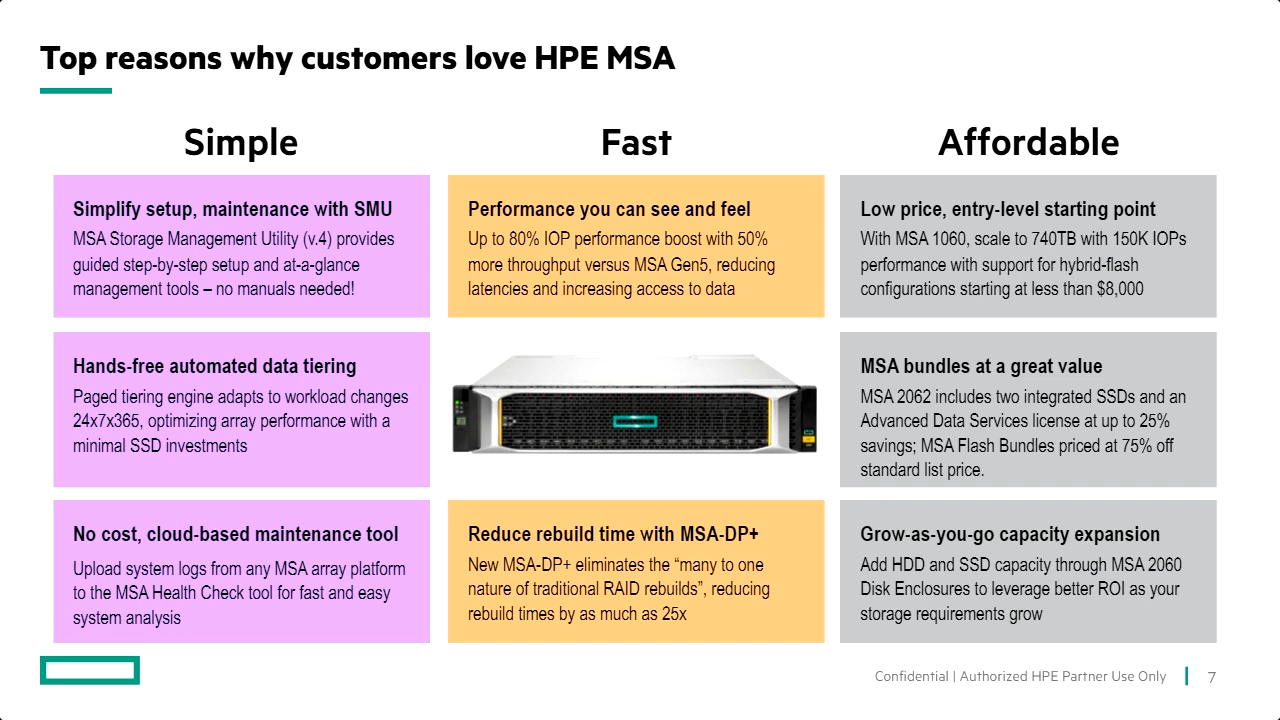 Top reasons why customers love HPE MSA
Simple
Simplify setup, maintenance with SMU
MSA Storage Management Utility (v.4) provides
guided step-by-step setup and at-a-glance
management tools – no manuals needed!
Hands-free automated data tiering
Paged tiering engine adapts to workload changes
24x7x365, optimizing array performance with a
minimal SSD investments
No cost, cloud-based maintenance tool
Upload system logs from any MSA array platform
to the MSA Health Check tool for fast and easy
system analysis
Fast
Performance you can see and feel
Up to 80% IOP performance boost with 50%
more throughput versus MSA Gen5, reducing
latencies and increasing access to data
Reduce rebuild time with MSA-DP+
New MSA-DP+ eliminates the “many to one
nature of traditional RAID rebuilds”, reducing
rebuild times by as much as 25x
Affordable
Low price, entry-level starting point
With MSA 1060, scale to 740TB with 150K IOPs
performance with support for hybrid-flash
configurations starting at less than $8,000
MSA bundles at a great value
MSA 2062 includes two integrated SSDs and an
Advanced Data Services license at up to 25%
savings; MSA Flash Bundles priced at 75% off
standard list price.
Grow-as-you-go capacity expansion
Add HDD and SSD capacity through MSA 2060
Disk Enclosures to leverage better ROI as your
storage requirements grow
Confidential | Authorized HPE Partner Use Only
7